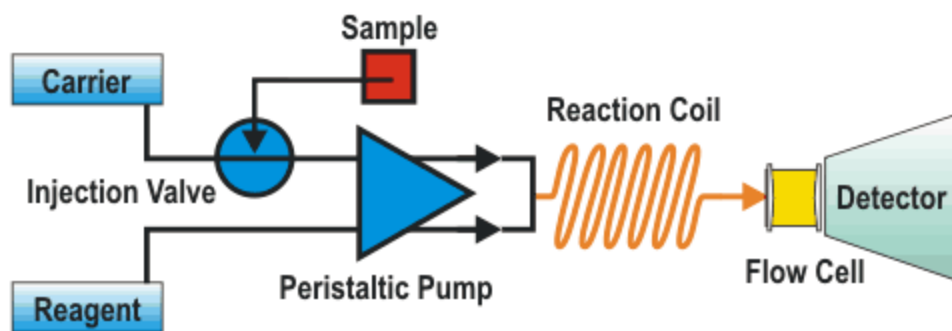 Sample
Carrier
Reaction Coil
Injection Valve
Detector
Flow Cell
Peristaltic Pump
Reagent